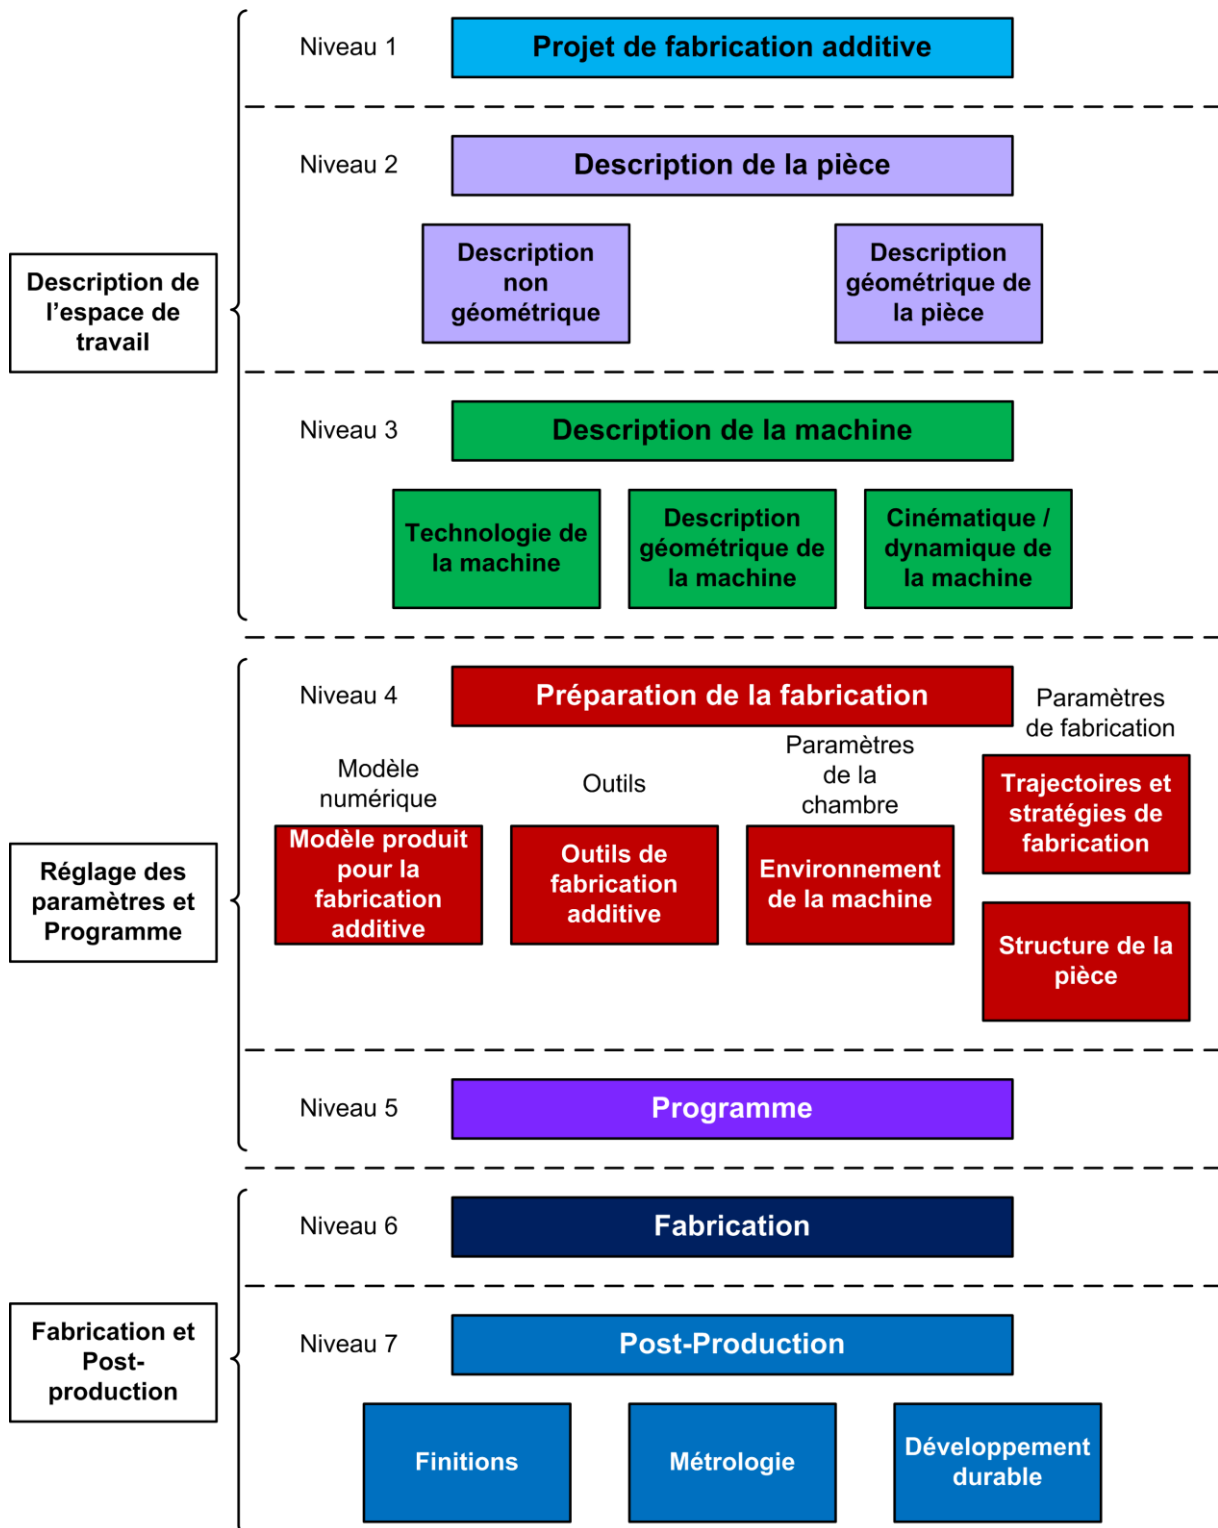 Niveau 1
Projet de fabrication additive
Niveau 2
Description de la pièce
Description
non
géométrique
Description
géométrique de
la pièce
Description de
l’espace de
travail
Niveau 3
Description de la machine
Technologie de
la machine
Description
géométrique de
la machine
Cinématique /
dynamique de
la machine
Niveau 4
Préparation de la fabrication
Modèle
numérique
Modèle produit
pour la
fabrication
additive
Outils
Outils de
fabrication
additive
Paramètres
de la
chambre
Environnement
de la machine
Paramètres
de fabrication
Trajectoires et
stratégies de
fabrication
Structure de la
pièce
Réglage des
paramètres et
Programme
Niveau 5
Programme
Niveau 6
Fabrication
Fabrication et
Post-
production
Niveau 7
Post-Production
Finitions
Métrologie
Développement
durable